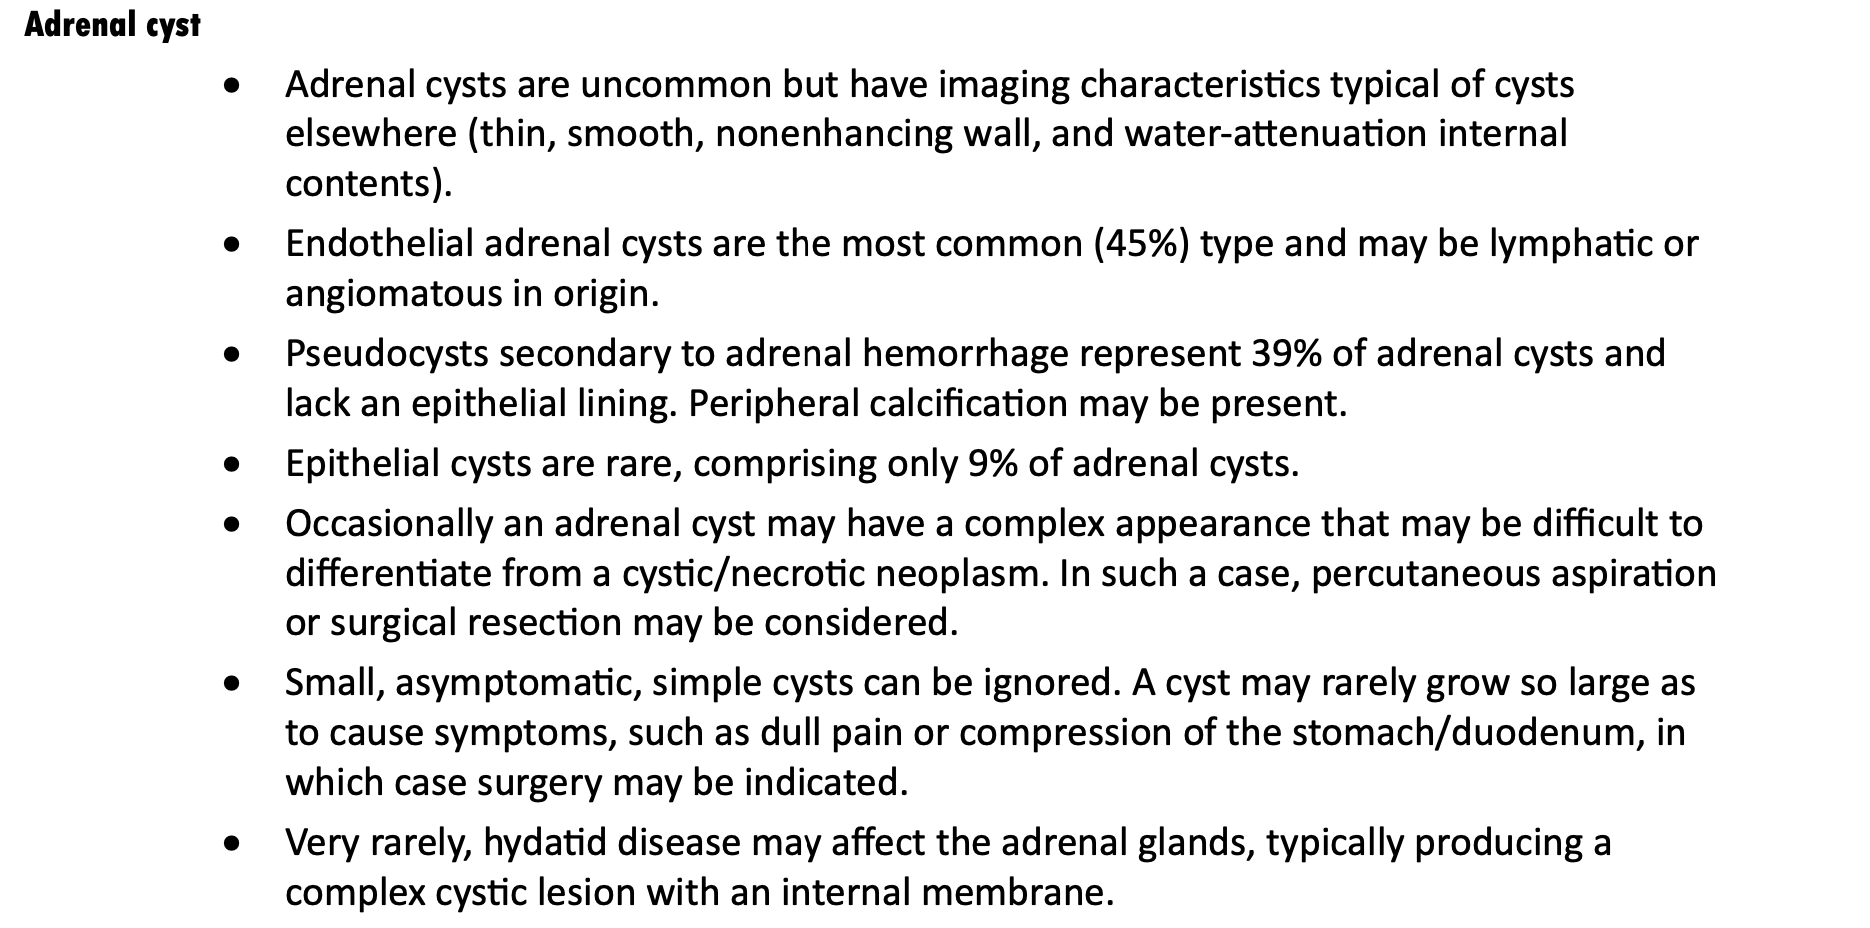 Adrenal cyst
• Adrenal cysts are uncommon but have imaging characteristics typical of cysts
elsewhere (thin, smooth, nonenhancing wall, and water-attenuation internal
contents).
• Endothelial adrenal cysts are the most common (45%) type and may be lymphatic or
angiomatous in origin.
• Pseudocysts secondary to adrenal hemorrhage represent 39% of adrenal cysts and
lack an epithelial lining. Peripheral calcification may be present.
• Epithelial cysts are rare, comprising only 9% of adrenal cysts.
• Occasionally an adrenal cyst may have a complex appearance that may be difficult to
differentiate from a cystic/necrotic neoplasm. In such a case, percutaneous aspiration
or surgical resection may be considered.
• Small, asymptomatic, simple cysts can be ignored. A cyst may rarely grow so large as
to cause symptoms, such as dull pain or compression of the stomach/duodenum, in
which case surgery may be indicated.
• Very rarely, hydatid disease may affect the adrenal glands, typically producing a
complex cystic lesion with an internal membrane.